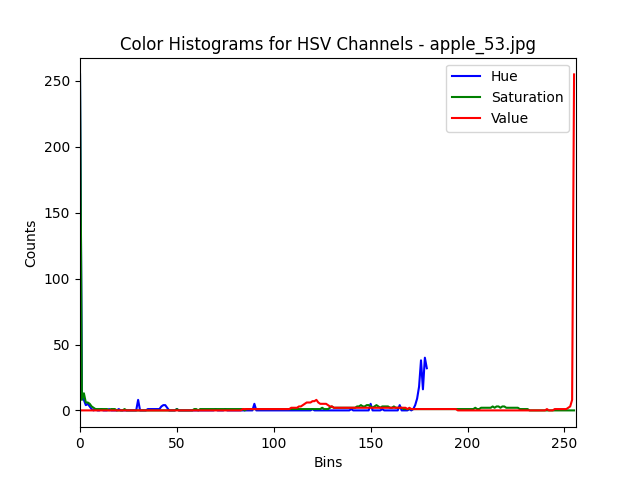 Color Histograms for HSV Channels - apple_53.jpg
Hue
Saturation
Value
Counts
250
200
150
100
50
0
0 50 100 150 200 250
Bins